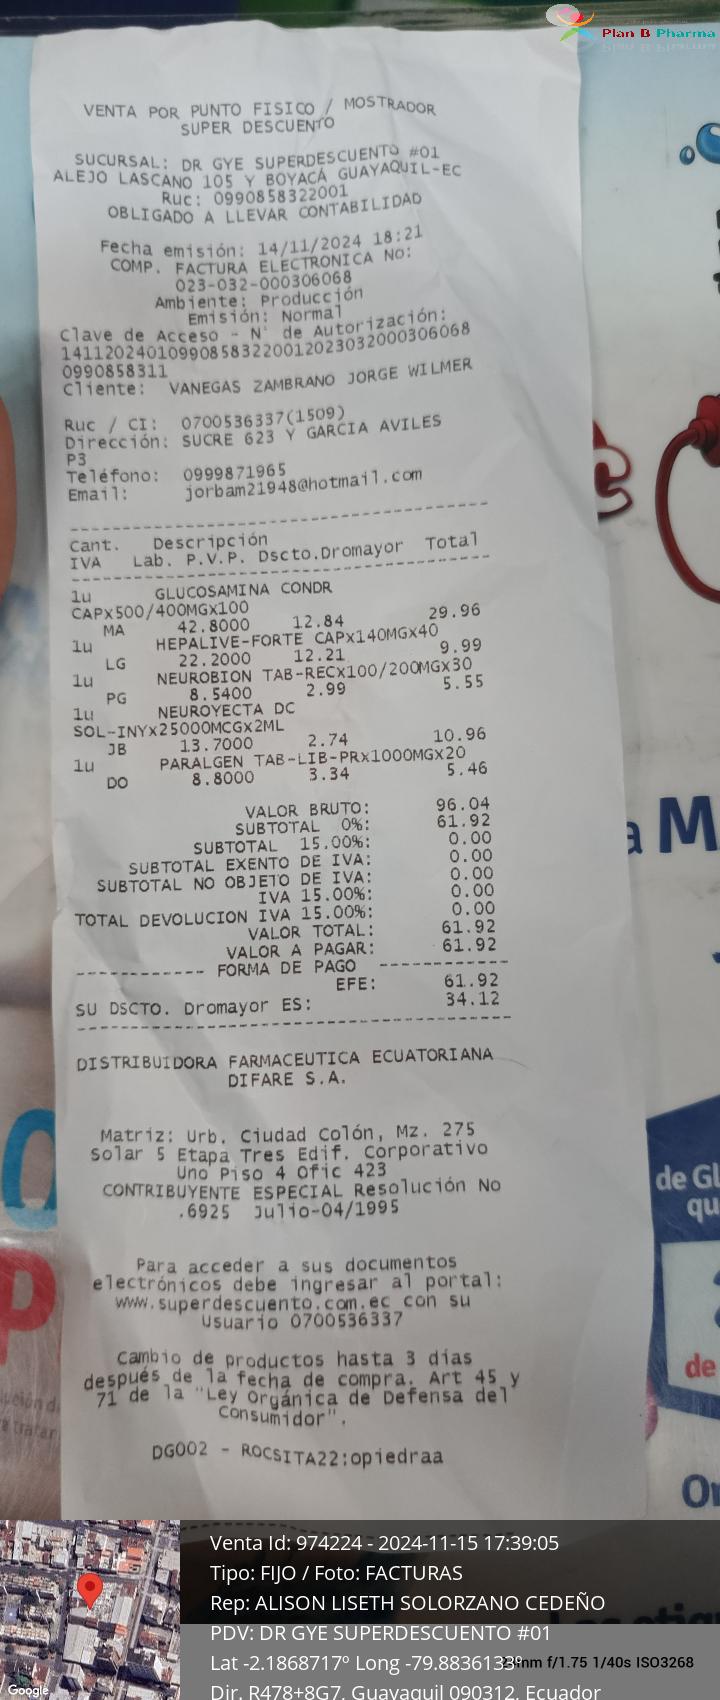 Plan B Pharma
VENTA POR PUNTO FISICO / MOSTRADOR
SUPER DESCUENTO
SUCURSAL: DR GYE SUPERDESCUENTO #01
ALEJO LASCANO 105 Y BOYACÁ GUAYAQUIL-EC
Ruc: 0990858322001
OBLIGADO A LLEVAR CONTABILIDAD
Fecha emisión: 14/11/2024 18:21
COMP. FACTURA ELECTRONICA No:
023-032-000306068
Ambiente: Producción
Emisión: Normal
Clave de Acceso - N° de Autorización:
141120240109908583220012023032000306068
0990858311
Cliente: VANEGAS ZAMBRANO JORGE WILMER
Ruc / CI: 0700536337(1509)
Dirección: SUCRE 623 Y GARCIA AVILES
P3
Teléfono: 0999871965
Email: jorbam21948@hotmail.com
Cant. Descripción
IVA Lab. P.V.P. Dscto.Dromayor Total
1u GLUCOSAMINA CONDR
CAPx500/400MGx100
MA 42.8000 12.84 29.96
1u HEPALIVE-FORTE CAPx140MGx40
LG 22.2000 12.21 9.99
1u NEUROBION TAB-RECx100/200MGx30
PG 8.5400 2.99 5.55
1u NEUROYECTA DC
SOL-INYx25000MCGx2ML
JB 13.7000 2.74 10.96
1u PARALGEN TAB-LIB-PRx1000MGx20
DO 8.8000 3.34 5.46
VALOR BRUTO: 96.04
SUBTOTAL 0%: 61.92
SUBTOTAL 15.00%: 0.00
SUBTOTAL EXENTO DE IVA: 0.00
SUBTOTAL NO OBJETO DE IVA: 0.00
IVA 15.00%: 0.00
TOTAL DEVOLUCION IVA 15.00%: 0.00
VALOR TOTAL: 61.92
VALOR A PAGAR: 61.92
------------ FORMA DE PAGO ------------
EFE: 61.92
SU DSCTO. Dromayor ES: 34.12
DISTRIBUIDORA FARMACEUTICA ECUATORIANA
DIFARE S.A.
Matriz: Urb. Ciudad Colón, Mz. 275
Solar 5 Etapa Tres Edif. Corporativo
Uno Piso 4 Ofic 423
CONTRIBUYENTE ESPECIAL Resolución No
.6925 Julio-04/1995
Para acceder a sus documentos
electrónicos debe ingresar al portal:
www.superdescuento.com.ec con su
Usuario 0700536337
Cambio de productos hasta 3 días
después de la fecha de compra. Art 45 y
71 de la "Ley Orgánica de Defensa del
Consumidor".
DG002 - ROCSITA22:opiedraa
a M
de Gl
qu
de
Or
Venta Id: 974224 - 2024-11-15 17:39:05
Tipo: FIJO / Foto: FACTURAS
Rep: ALISON LISETH SOLORZANO CEDEÑO
PDV: DR GYE SUPERDESCUENTO #01
Lat -2.1868717º Long
mm f/1.75 1/40s ISO3268
Dir. R478+8G7, Guayaquil 090312, Ecuador
Google